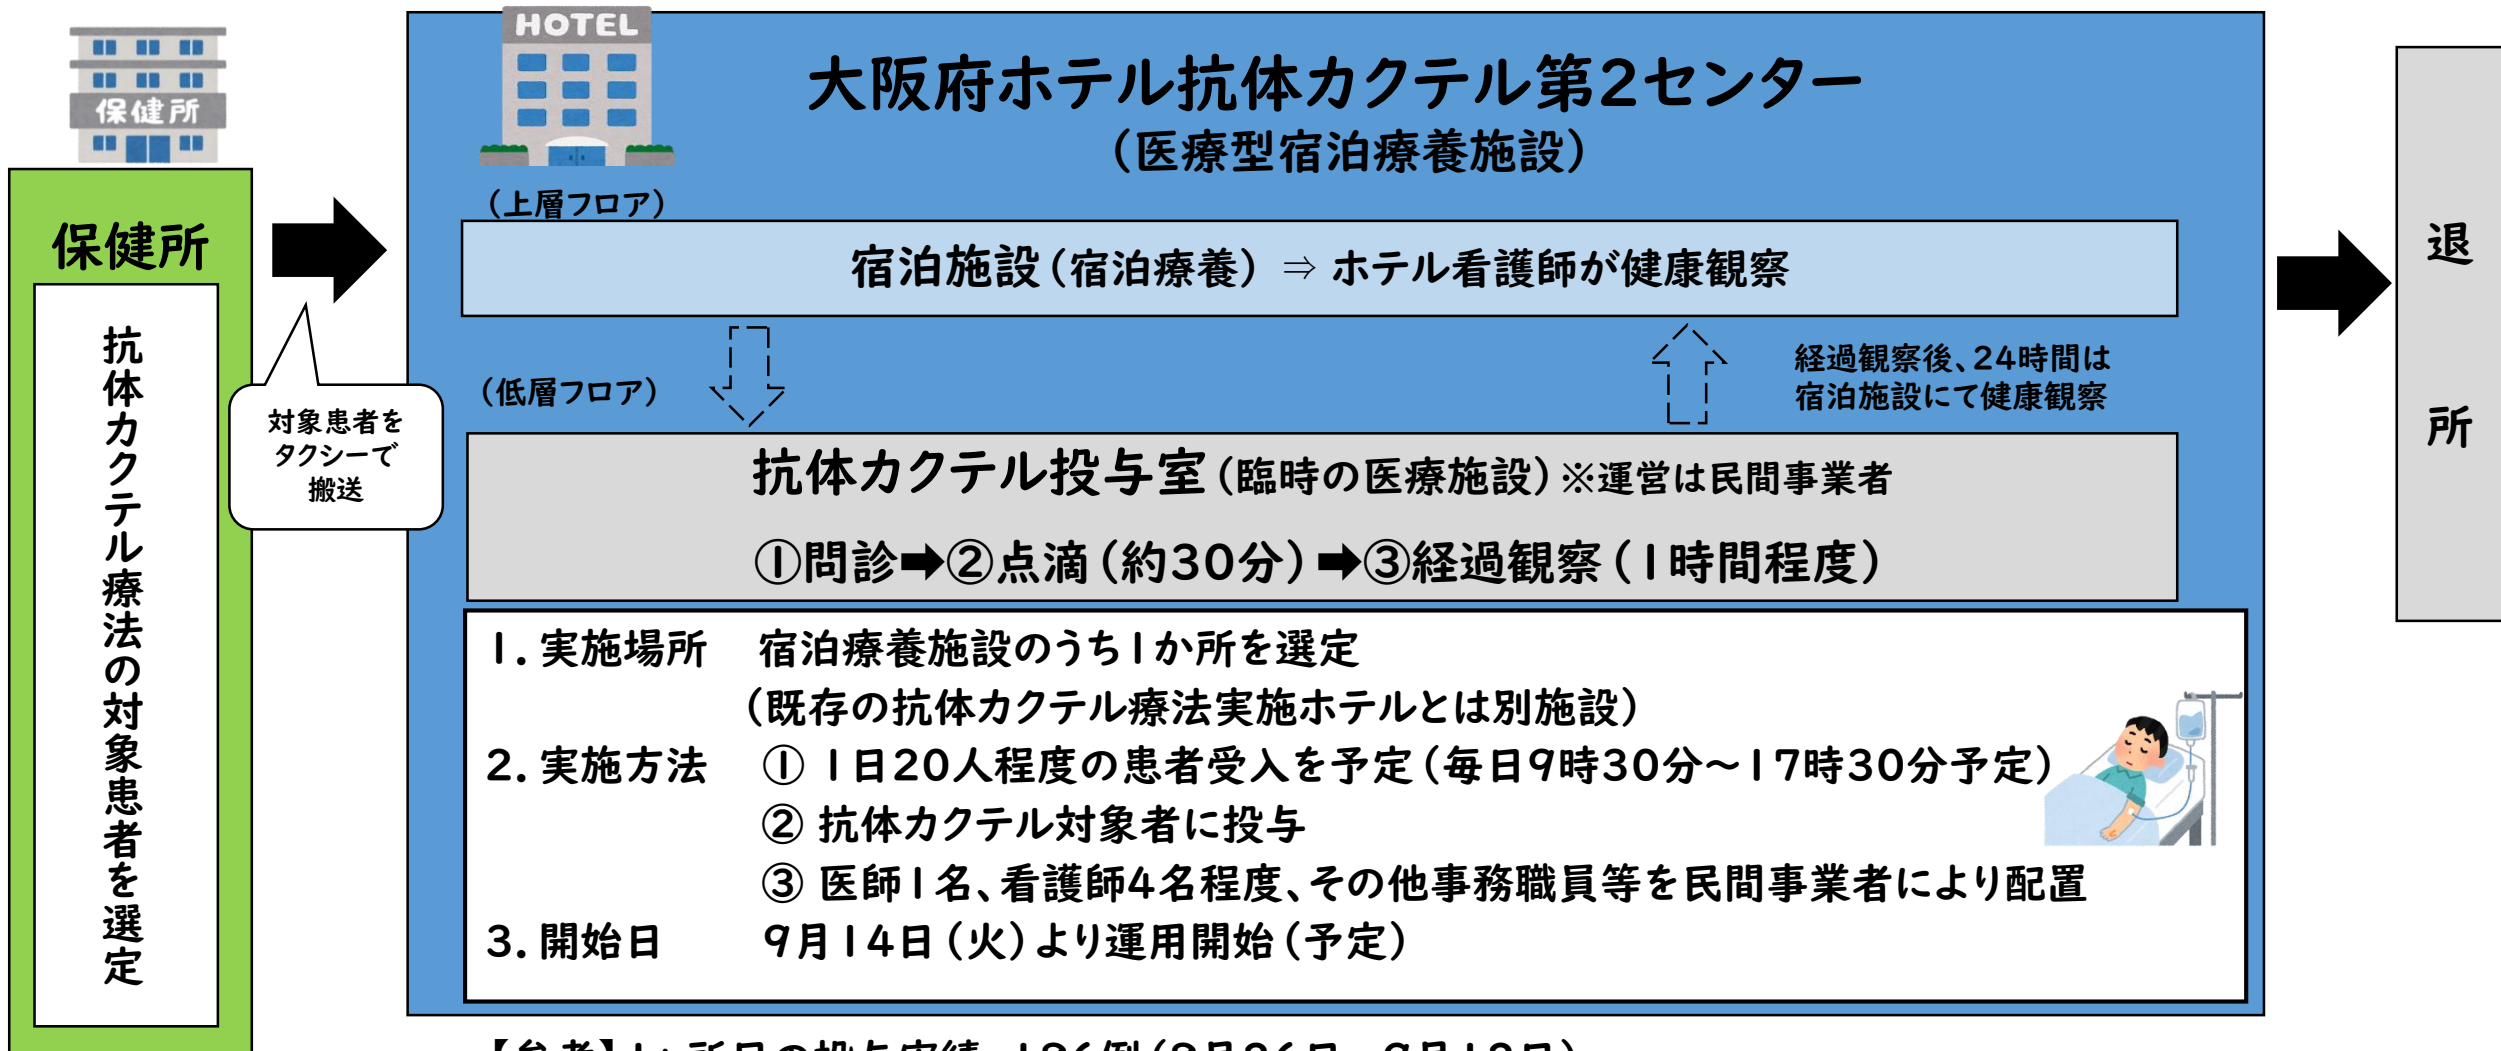 保健所
HOTEL
大阪府ホテル抗体カクテル第2センター
（医療型宿泊療養施設）
保健所
抗体カクテル療法の対象患者を選定
対象患者を
タクシーで
搬送
（上層フロア）
宿泊施設（宿泊療養） ⇒ ホテル看護師が健康観察
（低層フロア）
経過観察後、24時間は
宿泊施設にて健康観察
抗体カクテル投与室（臨時の医療施設）※運営は民間事業者
①問診➡②点滴（約30分）➡③経過観察（1時間程度）
1. 実施場所 宿泊療養施設のうち1か所を選定
（既存の抗体カクテル療法実施ホテルとは別施設）
2. 実施方法 ① 1日20人程度の患者受入を予定（毎日9時30分～17時30分予定）
② 抗体カクテル対象者に投与
③ 医師1名、看護師4名程度、その他事務職員等を民間事業者により配置
3. 開始日 9月14日（火）より運用開始（予定）
退所